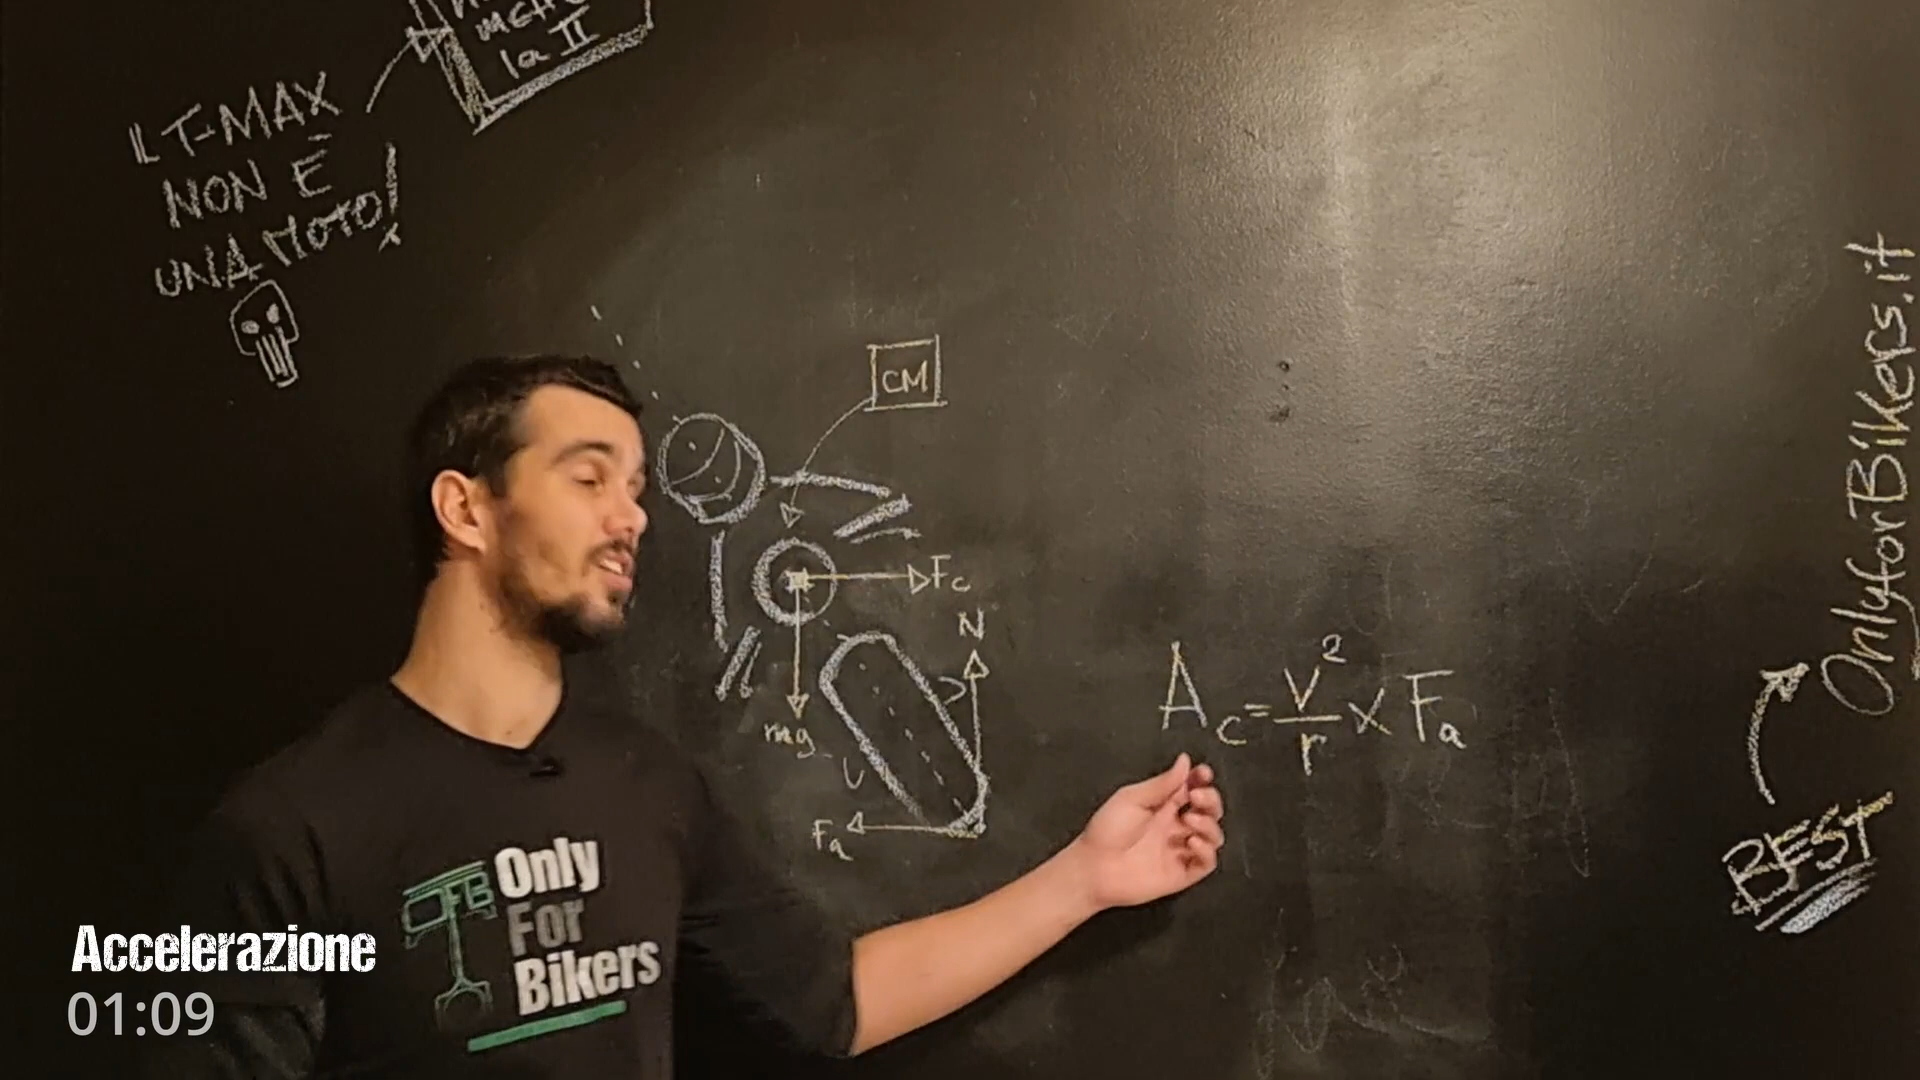 la II
IL T-MAX
NON È
UNA MOTO!
CM
Fc
N
mg
Fa
Ac = v²/r x Fa
OnlyforBikers.it
BEST
OFB
Only
For
Bikers
Accelerazione
01:09